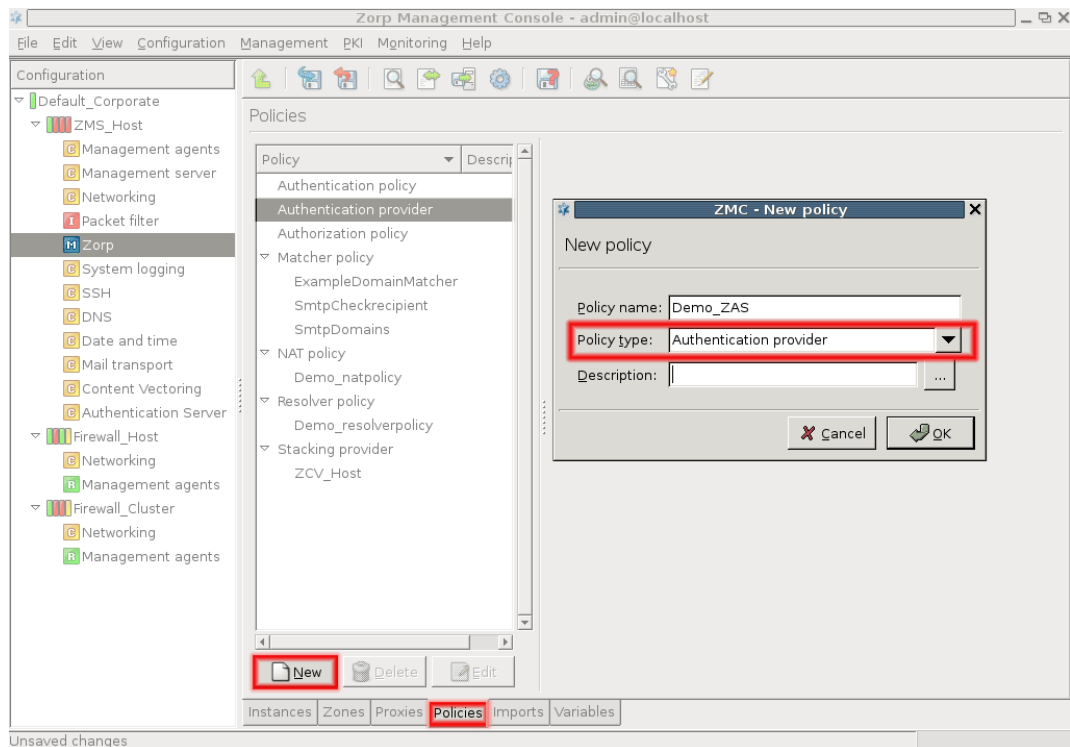 Zorp Management Console - admin@localhost
File Edit View Configuration Management PKI Monitoring Help
Configuration
Default_Corporate
ZMS_Host
Management agents
Management server
Networking
Packet filter
Zorp
System logging
SSH
DNS
Date and time
Mail transport
Content Vectoring
Authentication Server
Firewall_Host
Networking
Management agents
Firewall_Cluster
Networking
Management agents
Policies
Policy Descrip
Authentication policy
Authentication provider
Authorization policy
Matcher policy
ExampleDomainMatcher
SmtpCheckrecipient
SmtpDomains
NAT policy
Demo_natpolicy
Resolver policy
Demo_resolverpolicy
Stacking provider
ZCV_Host
New Delete Edit
ZMC - New policy
New policy
Policy name: Demo_ZAS
Policy type: Authentication provider
Description: ...
Cancel OK
Instances Zones Proxies Policies Imports Variables
Unsaved changes